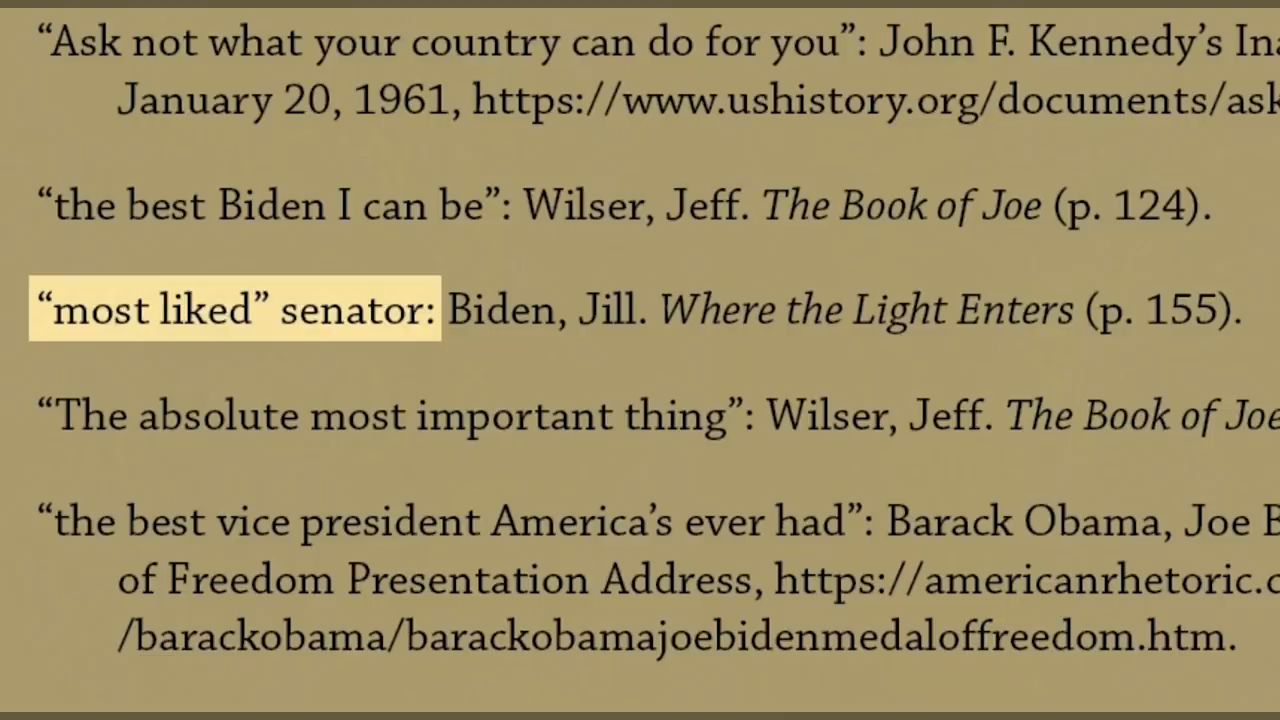 “Ask not what your country can do for you”: John F. Kennedy’s
January 20, 1961, https://www.ushistory.org/documents/ask
“the best Biden I can be”: Wilser, Jeff. The Book of Joe (p. 124).
“most liked” senator: Biden, Jill. Where the Light Enters (p. 155).
“The absolute most important thing”: Wilser, Jeff. The Book of Joe
“the best vice president America’s ever had”: Barack Obama, Joe
of Freedom Presentation Address, https://americanrhetoric.c
/barackobama/barackobamajoebidenmedaloffreedom.htm.